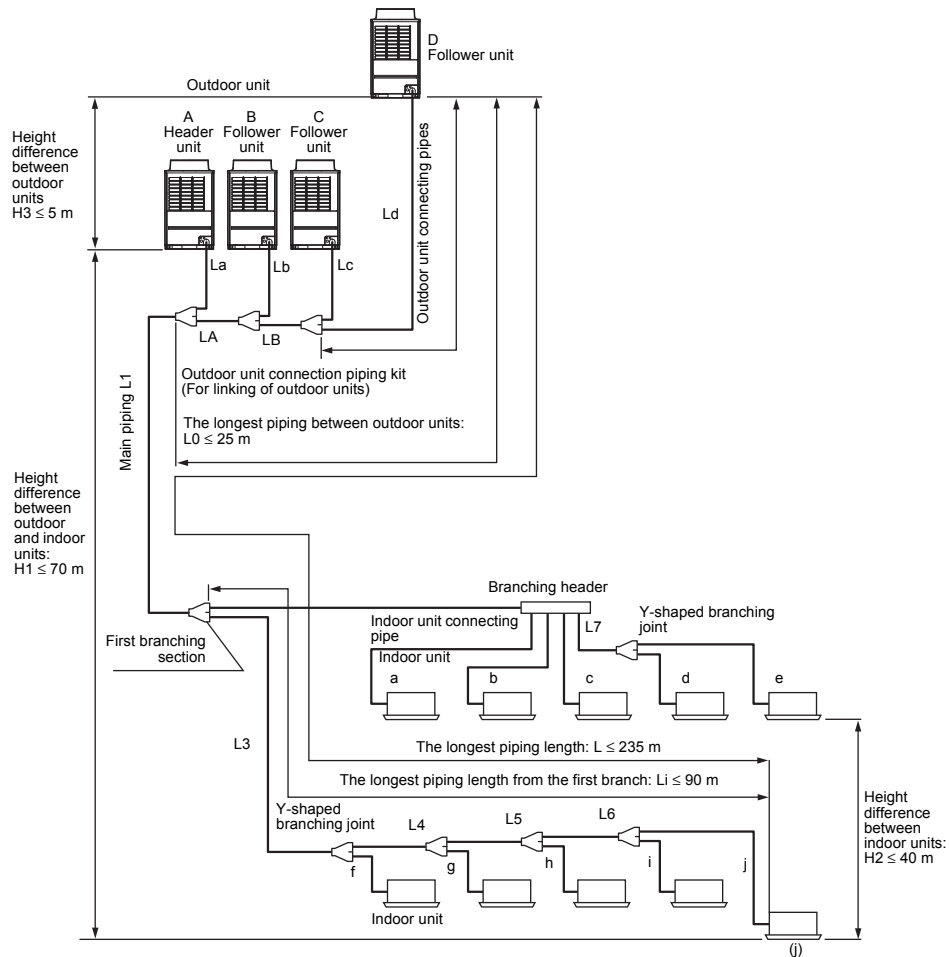 D
Follower unit
Outdoor unit
A
Header
unit
B
Follower
unit
C
Follower
unit
Height
difference
between
outdoor
units
H3 ≤ 5 m
Outdoor unit connecting pipes
Ld
La
Lb
Lc
LA
LB
Outdoor unit connection piping kit
(For linking of outdoor units)
Main piping L1
The longest piping between outdoor units:
L0 ≤ 25 m
Height
difference
between
outdoor
and indoor
units:
H1 ≤ 70 m
Branching header
Indoor unit connecting
pipe
L7
Y-shaped branching
joint
First branching
section
Indoor unit
a
b
c
d
e
L3
The longest piping length: L ≤ 235 m
The longest piping length from the first branch: Li ≤ 90 m
Height
difference
between
indoor units:
H2 ≤ 40 m
Y-shaped
branching joint
L4
L5
L6
f
g
h
i
j
Indoor unit
(j)